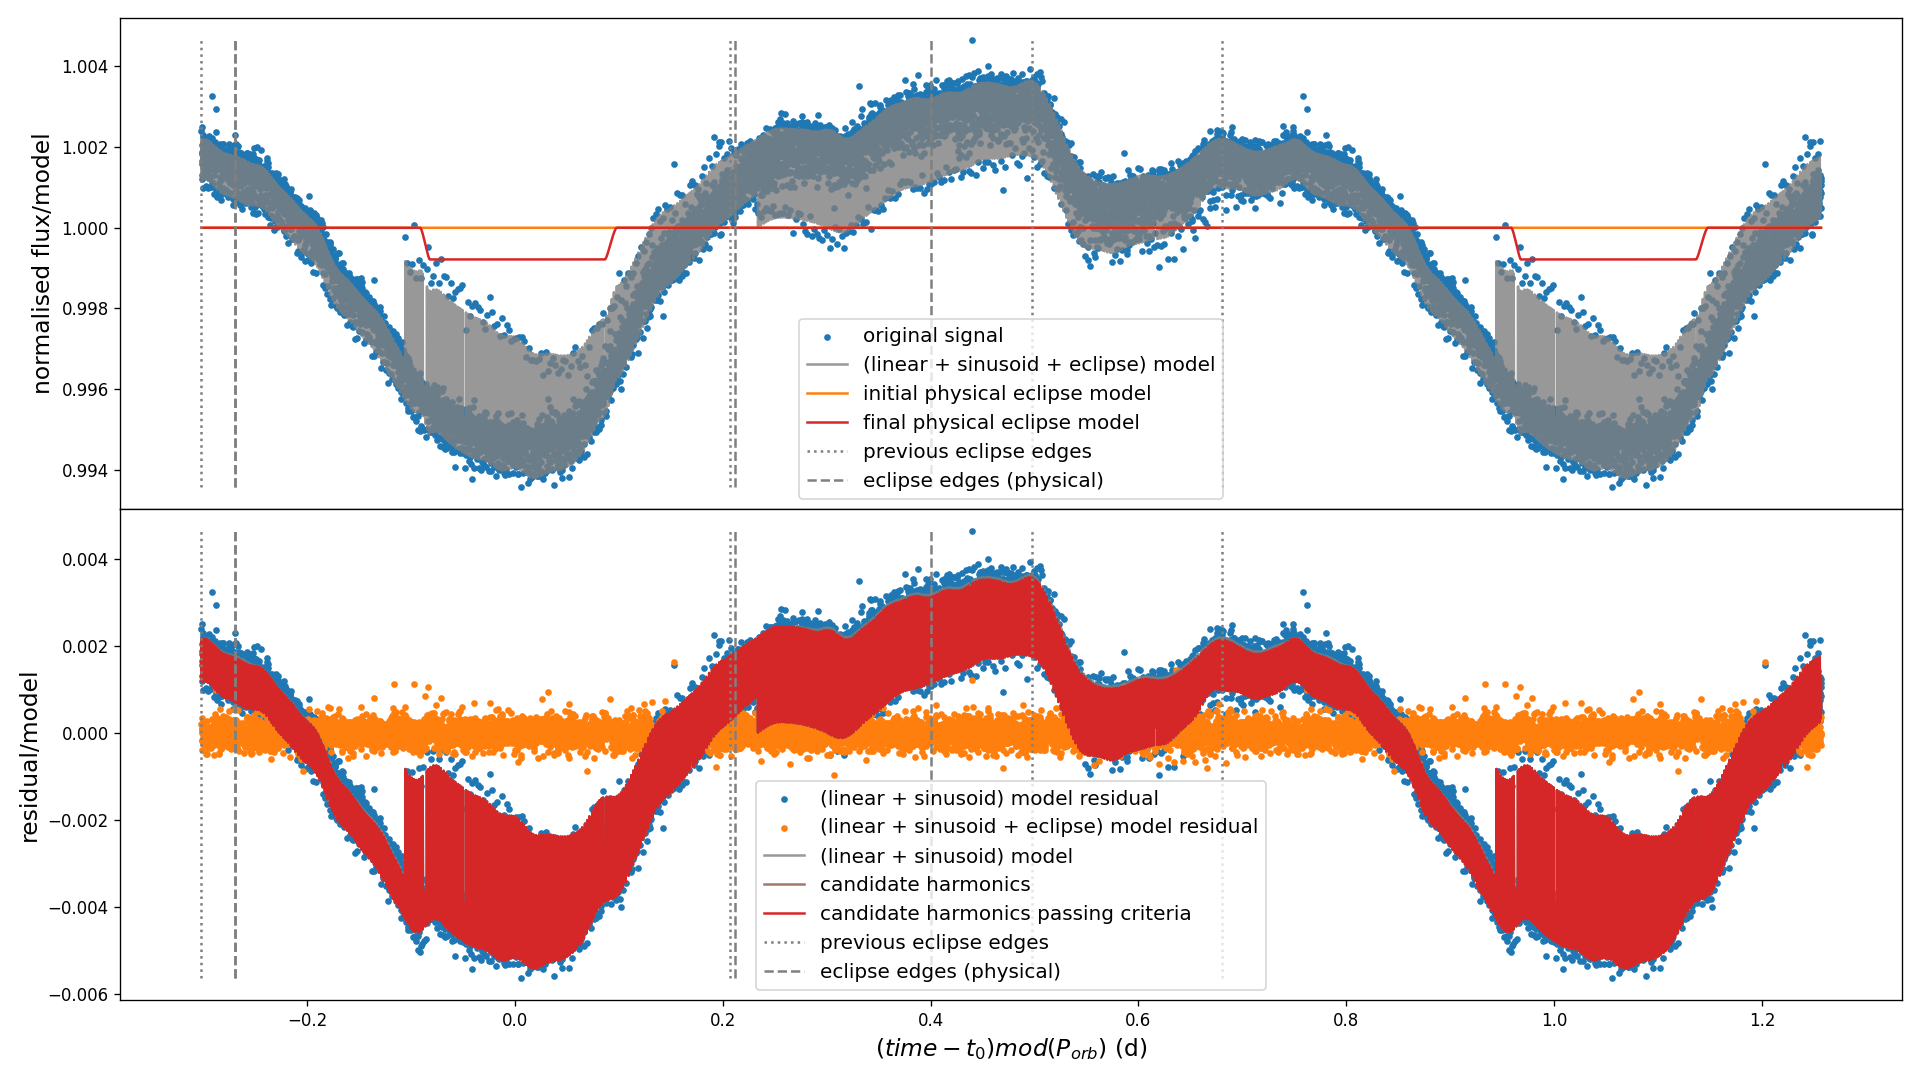 normalised flux/model
1.004
1.002
1.000
0.998
0.996
0.994
original signal
(linear + sinusoid + eclipse) model
initial physical eclipse model
final physical eclipse model
previous eclipse edges
eclipse edges (physical)
residual/model
0.004
0.002
0.000
−0.002
−0.004
−0.006
(linear + sinusoid) model residual
(linear + sinusoid + eclipse) model residual
(linear + sinusoid) model
candidate harmonics
candidate harmonics passing criteria
previous eclipse edges
eclipse edges (physical)
−0.2 0.0 0.2 0.4 0.6 0.8 1.0 1.2
(time − t₀)mod(P_orb) (d)